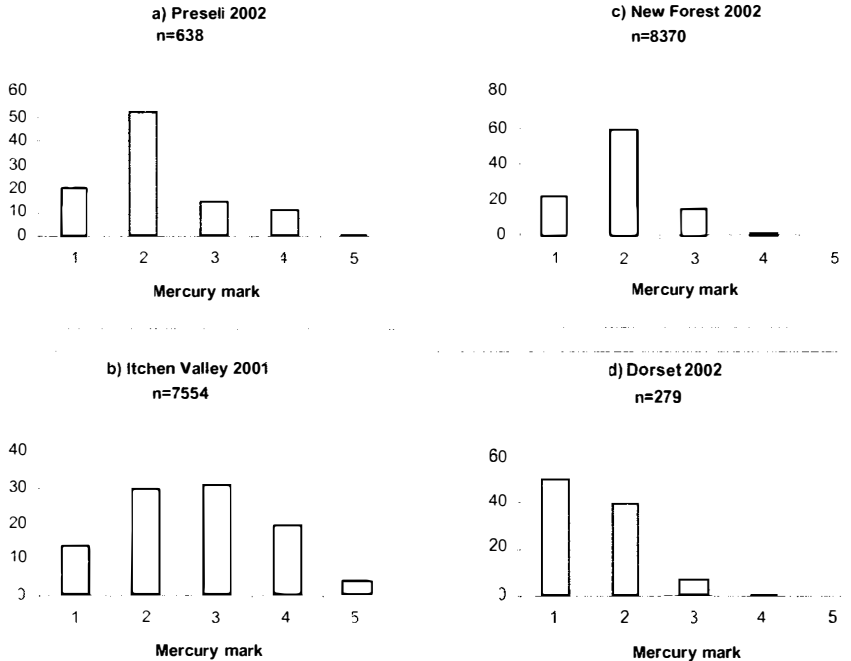 a) Preseli 2002
n=638
60
50
40
30
20
10
0
1 2 3 4 5
Mercury mark
c) New Forest 2002
n=8370
80
60
40
20
0
1 2 3 4 5
Mercury mark
b) Itchen Valley 2001
n=7554
40
30
20
10
0
1 2 3 4 5
Mercury mark
d) Dorset 2002
n=279
60
40
20
0
1 2 3 4 5
Mercury mark